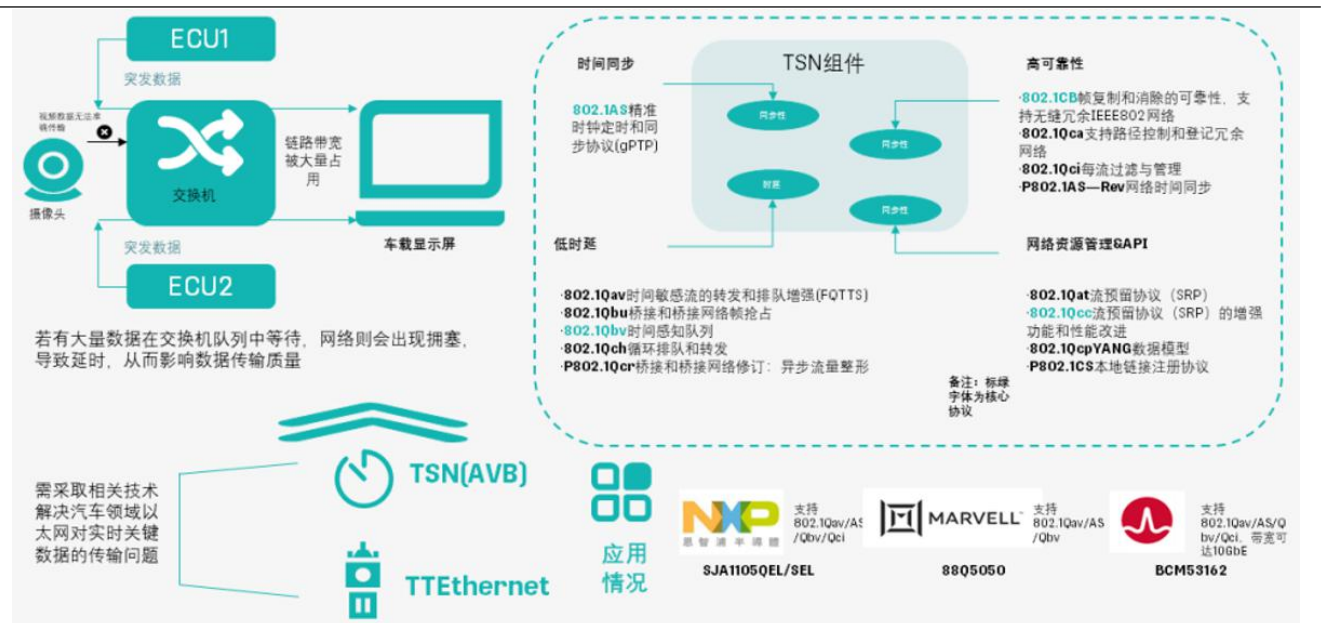 ECU1
突发数据
视频数据无法准
确传输
摄像头
交换机
链路带宽
被大量占
用
车载显示屏
突发数据
ECU2
若有大量数据在交换机队列中等待，网络则会出现拥塞，
导致延时，从而影响数据传输质量
TSN组件
时间同步
802.1AS精准
时钟定时和同
步协议(gPTP)
同步性
同步性
时延
同步性
高可靠性
·802.1CB帧复制和消除的可靠性，支
持无缝冗余IEEE802网络
·802.1Qca支持路径控制和登记冗余
网络
·802.1Qci每流过滤与管理
·P802.1AS—Rev网络时间同步
低时延
·802.1Qav时间敏感流的转发和排队增强(FQTTS)
·802.1Qbu桥接和桥接网络帧抢占
·802.1Qbv时间感知队列
·802.1Qch循环排队和转发
·P802.1Qcr桥接和桥接网络修订：异步流量整形
网络资源管理&API
·802.1Qat流预留协议（SRP）
·802.1Qcc流预留协议（SRP）的增强
功能和性能改进
·802.1QcpYANG数据模型
·P802.1CS本地链接注册协议
备注：标绿
字体为核心
协议
需采取相关技术
解决汽车领域以
太网对实时关键
数据的传输问题
TSN(AVB)
TTEthernet
应用
情况
NXP
恩智浦半導體
支持
802.1Qav/AS
/Qbv/Qci
SJA1105QEL/SEL
MARVELL
支持
802.1Qav/AS
/Qbv
88Q5050
支持
802.1Qav/AS/Q
bv/Qci，带宽可
达10GbE
BCM53162